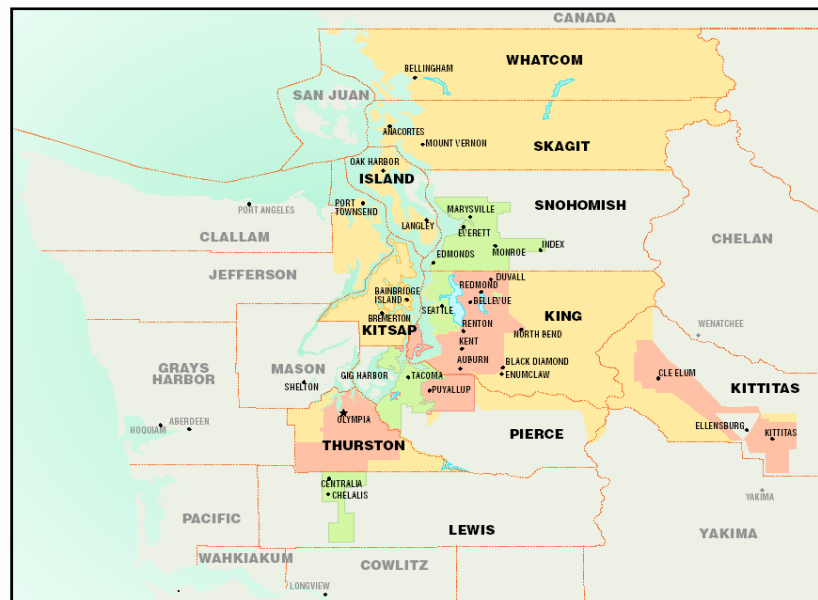 CANADA
WHATCOM
BELLINGHAM
SAN JUAN
ANACORTES
MOUNT VERNON
SKAGIT
OAK HARBOR
ISLAND
PORT
TOWNSEND
PORT ANGELES
LANGLEY
MARYSVILLE
SNOHOMISH
EVERETT
CLALLAM
MONROE
INDEX
CHELAN
EDMONDS
JEFFERSON
DUVALL
REDMOND
BAINBRIDGE
ISLAND
BELLEVUE
SEATTLE
KING
BREMERTON
KITSAP
RENTON
NORTH BEND
WENATCHEE
KENT
GRAYS
HARBOR
MASON
SHELTON
GIG HARBOR
AUBURN
BLACK DIAMOND
ENUMCLAW
TACOMA
PUYALLUP
CLE ELUM
KITTITAS
OLYMPIA
ABERDEEN
HOQUIAM
THURSTON
PIERCE
ELLENSBURG
KITTITAS
CENTRALIA
CHELALIS
YAKIMA
PACIFIC
LEWIS
YAKIMA
WAHKIAKUM
COWLITZ
LONGVIEW